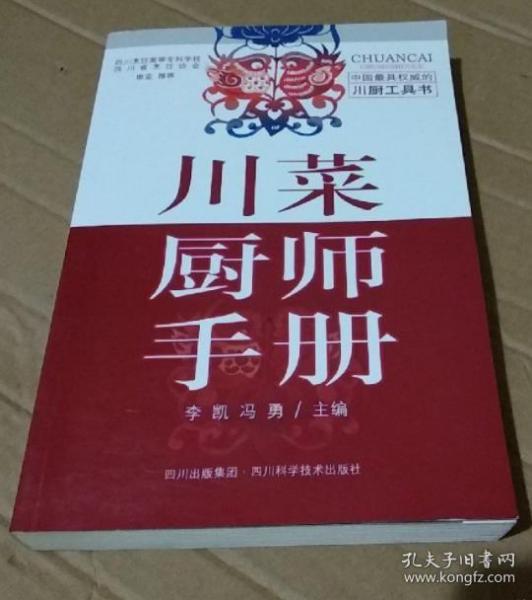 四川烹饪高等专科学校
四川省烹饪协会
审定 推荐
CHUANCAI
中国最具权威的
川厨工具书
川菜
厨师
手册
李凯 冯勇/主编
四川出版集团·四川科学技术出版社
孔夫子旧书网
www.kongfz.com